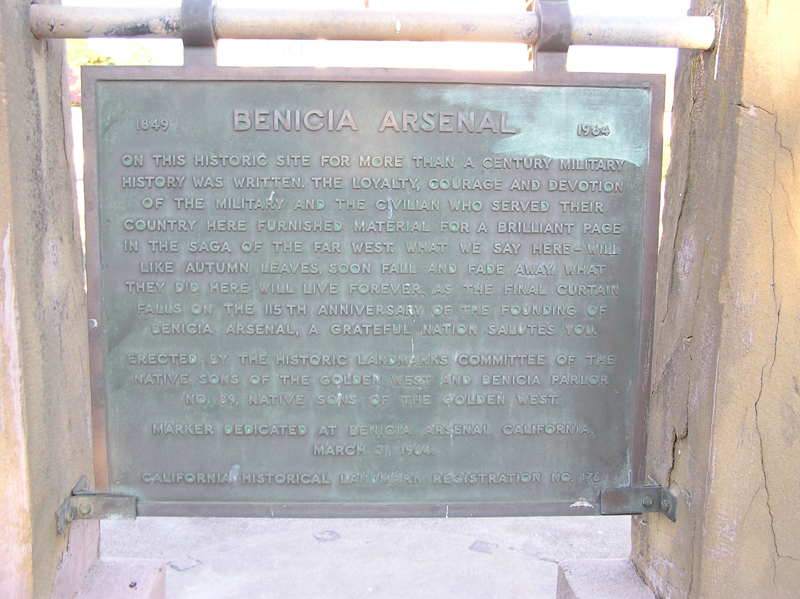 1849 BENICIA ARSENAL 1964
ON THIS HISTORIC SITE FOR MORE THAN A CENTURY MILITARY
HISTORY WAS WRITTEN. THE LOYALTY, COURAGE AND DEVOTION
OF THE MILITARY AND THE CIVILIAN WHO SERVED THEIR
COUNTRY HERE FURNISHED MATERIAL FOR A BRILLIANT PAGE
IN THE SAGA OF THE FAR WEST. WHAT WE SAY HERE-WILL
LIKE AUTUMN LEAVES, SOON FALL AND FADE AWAY. WHAT
THEY DID HERE WILL LIVE FOREVER. AS THE FINAL CURTAIN
FALLS ON THE 115TH ANNIVERSARY OF THE FOUNDING OF
BENICIA ARSENAL, A GRATEFUL NATION SALUTES YOU.
ERECTED BY THE HISTORIC LANDMARKS COMMITTEE OF THE
NATIVE SONS OF THE GOLDEN WEST AND BENICIA PARLOR
NO. 89, NATIVE SONS OF THE GOLDEN WEST.
MARKER DEDICATED AT BENICIA ARSENAL CALIFORNIA,
MARCH 31, 1964.
CALIFORNIA HISTORICAL LANDMARK REGISTRATION NO. 176